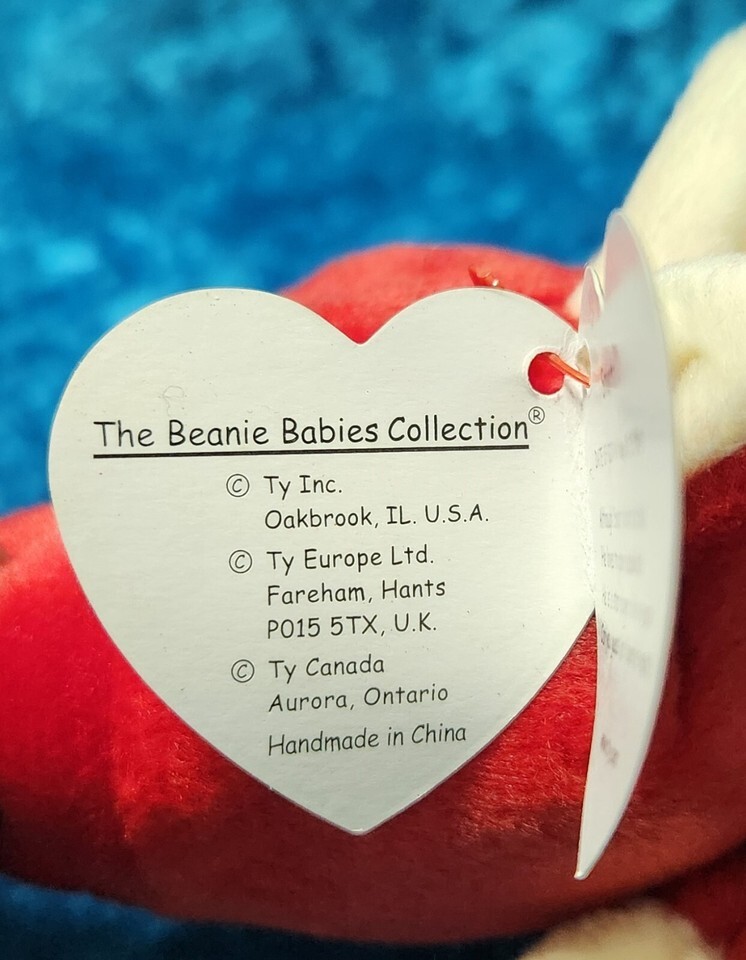 The Beanie Babies Collection®
© Ty Inc.
Oakbrook, IL. U.S.A.
© Ty Europe Ltd.
Fareham, Hants
PO15 5TX, U.K.
© Ty Canada
Aurora, Ontario
Handmade in China